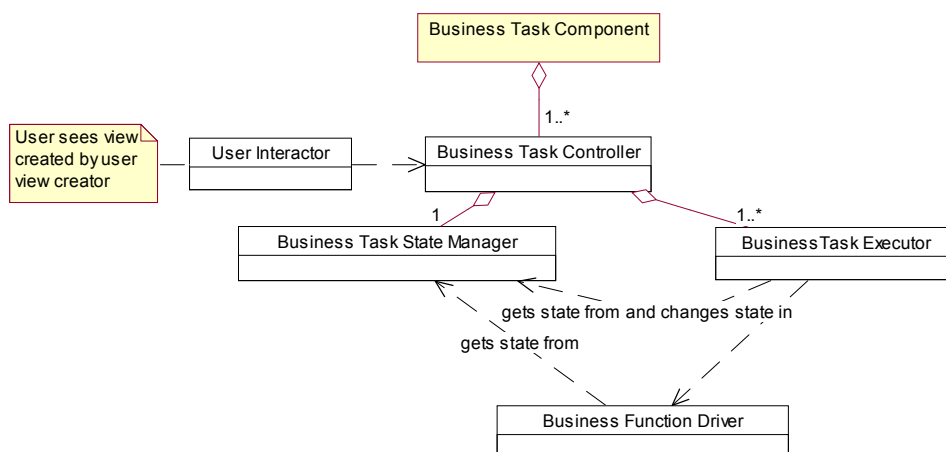 Business Task Component
1..*
User sees view
created by user
view creator
User Interactor
Business Task Controller
1
1..*
Business Task State Manager
BusinessTask Executor
gets state from and changes state in
gets state from
Business Function Driver